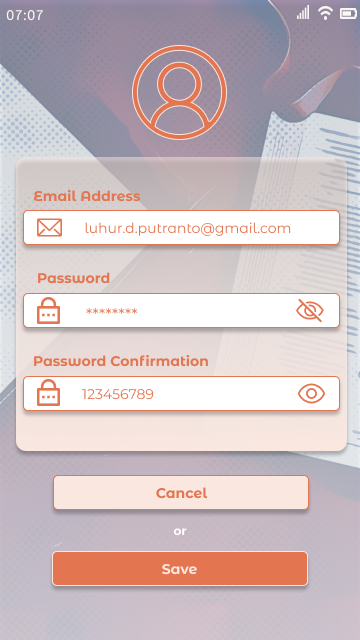 07:07
Email Address
luhur.d.putranto@gmail.com
Password
********
Password Confirmation
123456789
Cancel
or
Save